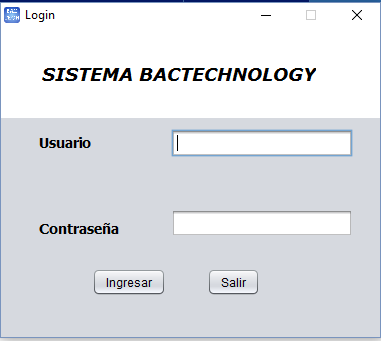 Login
SISTEMA BACTECHNOLOGY
Usuario
Contraseña
Ingresar
Salir